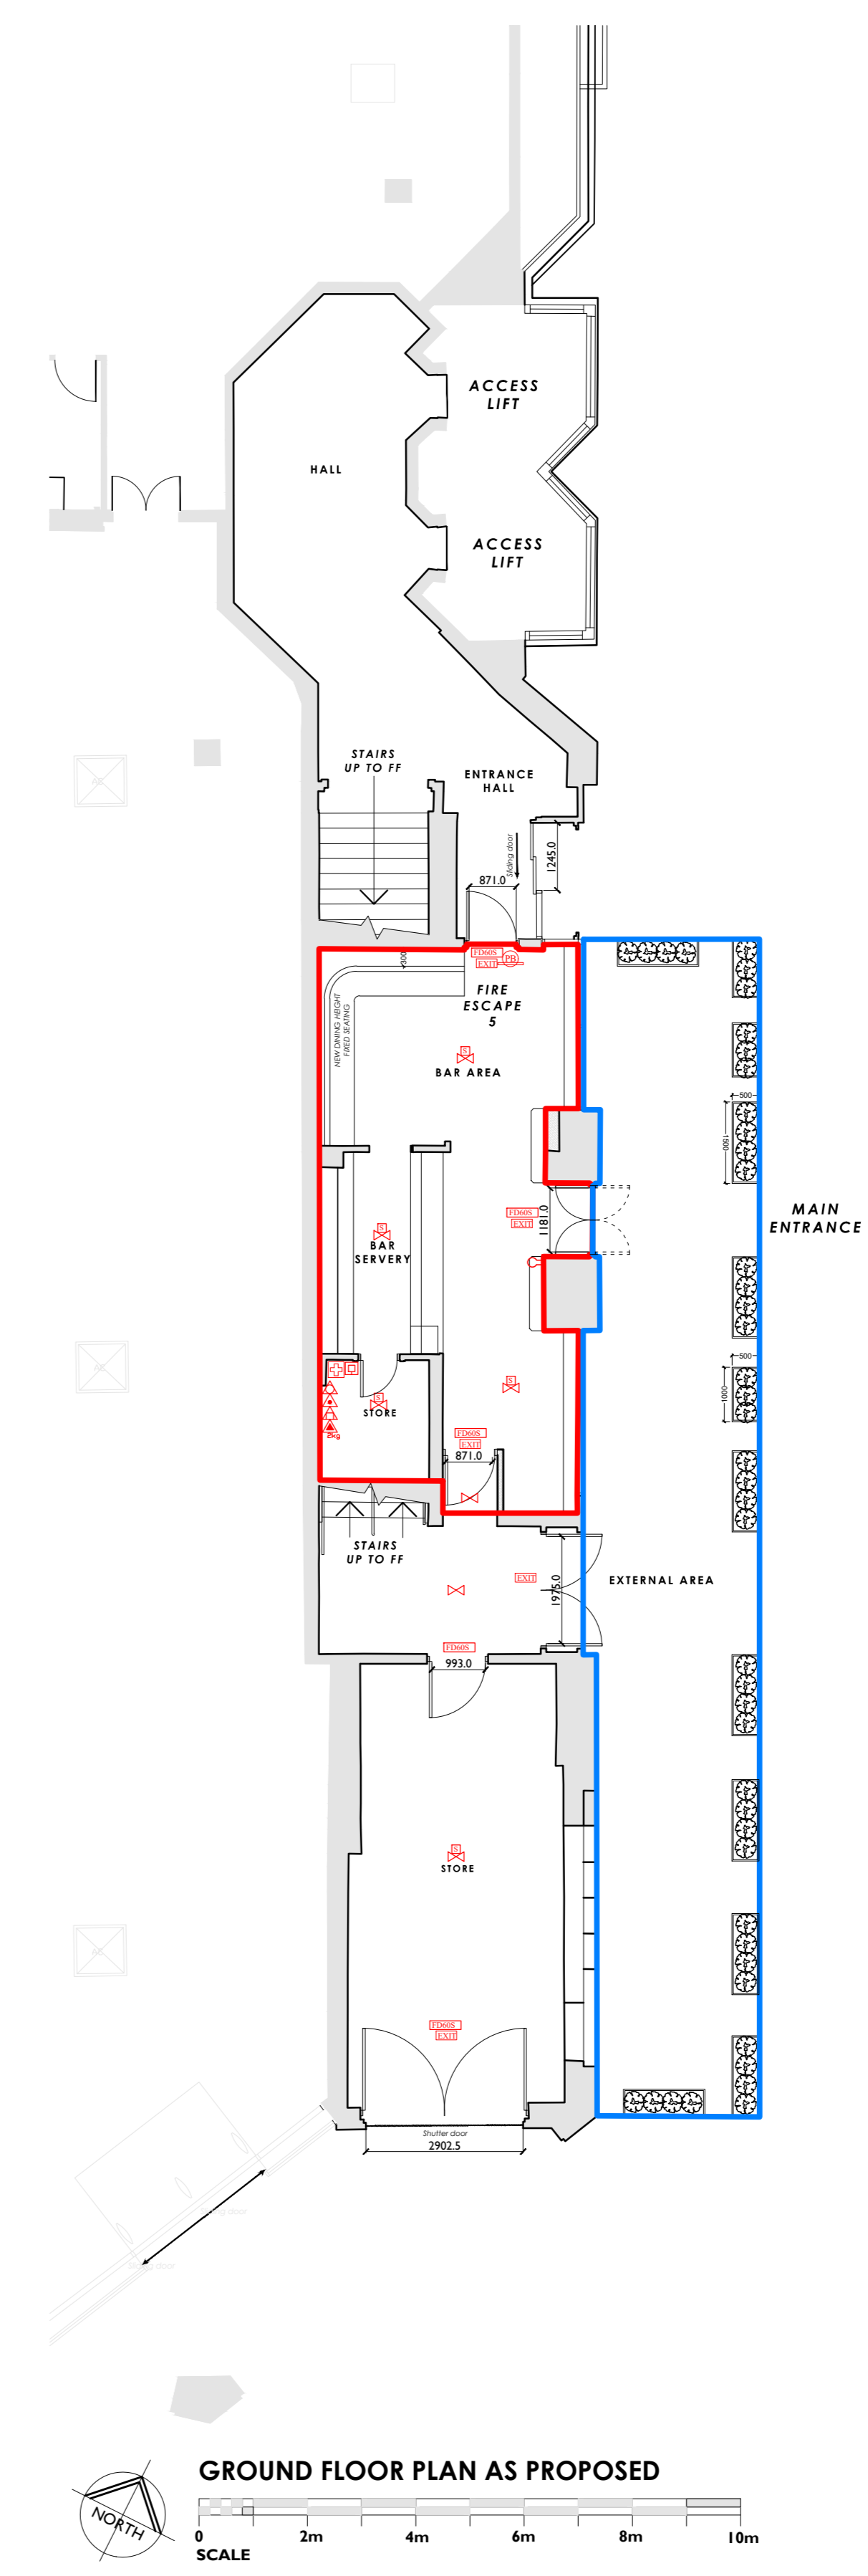 ACCESS
LIFT
HALL
ACCESS
LIFT
STAIRS
UP TO FF
ENTRANCE
HALL
Sliding door
1245.0
871.0
FD60S
EXIT
PB
300
NEW DINING HEIGHT
FIXED SEATING
FIRE
ESCAPE
5
S
BAR AREA
500
1500
MAIN
ENTRANCE
FD60S
EXIT
1181.0
S
BAR
SERVERY
500
1000
S
S
STORE
2kg
FD60S
EXIT
871.0
STAIRS
UP TO FF
EXIT
1975.0
EXTERNAL AREA
FD60S
993.0
S
STORE
FD60S
EXIT
Shutter door
2902.5
GROUND FLOOR PLAN AS PROPOSED
NORTH
0 2m 4m 6m 8m 10m
SCALE